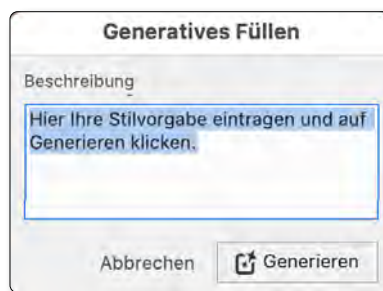 Generatives Füllen
Beschreibung
Hier Ihre Stilvorgabe eintragen und auf
Generieren klicken.
Abbrechen
Generieren